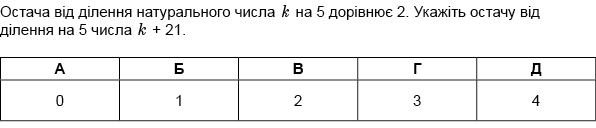 Остача від ділення натурального числа k на 5 дорівнює 2. Укажіть остачу від
ділення на 5 числа k + 21.
А Б В Г Д
0 1 2 3 4